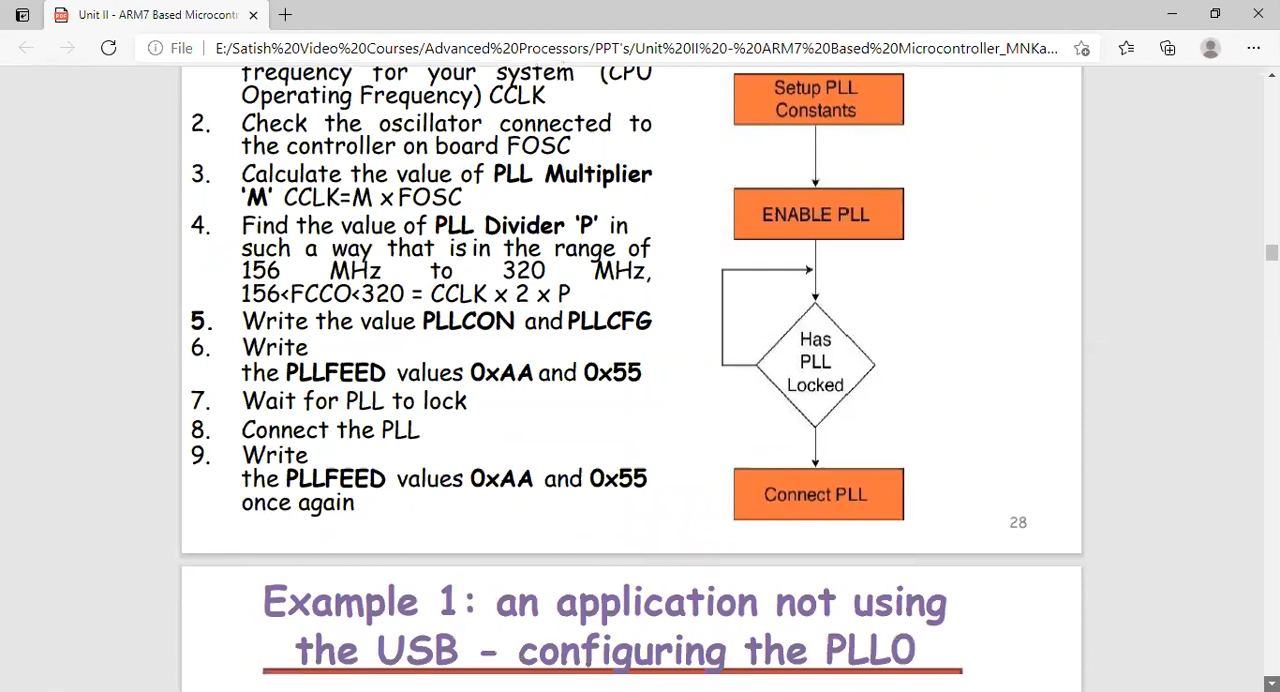 Unit II - ARM7 Based Microcontr
File
E:/Satish%20Video%20Courses/Advanced%20Processors/PPT's/Unit%20II%20-%20ARM7%20Based%20Microcontroller_MNKa...
frequency for your system (CPU
Operating Frequency) CCLK
2. Check the oscillator connected to
the controller on board FOSC
3. Calculate the value of PLL Multiplier
'M' CCLK=M x FOSC
4. Find the value of PLL Divider 'P' in
such a way that is in the range of
156 MHz to 320 MHz,
156<FCCO<320 = CCLK x 2 x P
5. Write the value PLLCON and PLLCFG
6. Write
the PLLFEED values 0xAA and 0x55
7. Wait for PLL to lock
8. Connect the PLL
9. Write
the PLLFEED values 0xAA and 0x55
once again
Setup PLL
Constants
ENABLE PLL
Has
PLL
Locked
Connect PLL
28
Example 1: an application not using
the USB - configuring the PLL0